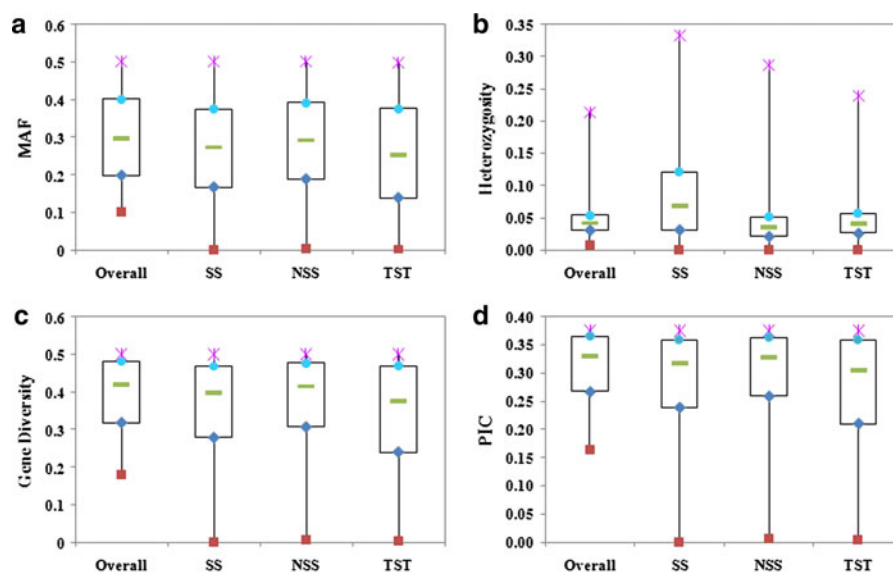 a
MAF
0.6
0.5
0.4
0.3
0.2
0.1
0
Overall SS NSS TST
b
Heterozygosity
0.35
0.30
0.25
0.20
0.15
0.10
0.05
0.00
Overall SS NSS TST
c
Gene Diversity
0.6
0.5
0.4
0.3
0.2
0.1
0
Overall SS NSS TST
d
PIC
0.40
0.35
0.30
0.25
0.20
0.15
0.10
0.05
0.00
Overall SS NSS TST